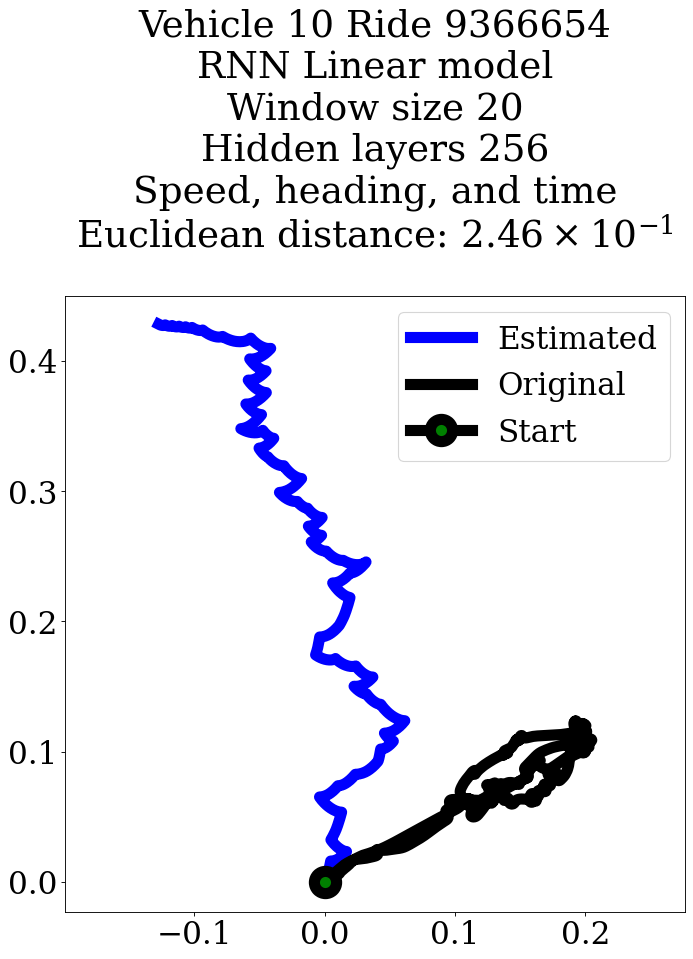 Vehicle 10 Ride 9366654
RNN Linear model
Window size 20
Hidden layers 256
Speed, heading, and time
Euclidean distance: 2.46 × 10⁻¹
Estimated
Original
Start
0.4
0.3
0.2
0.1
0.0
−0.1
0.0
0.1
0.2